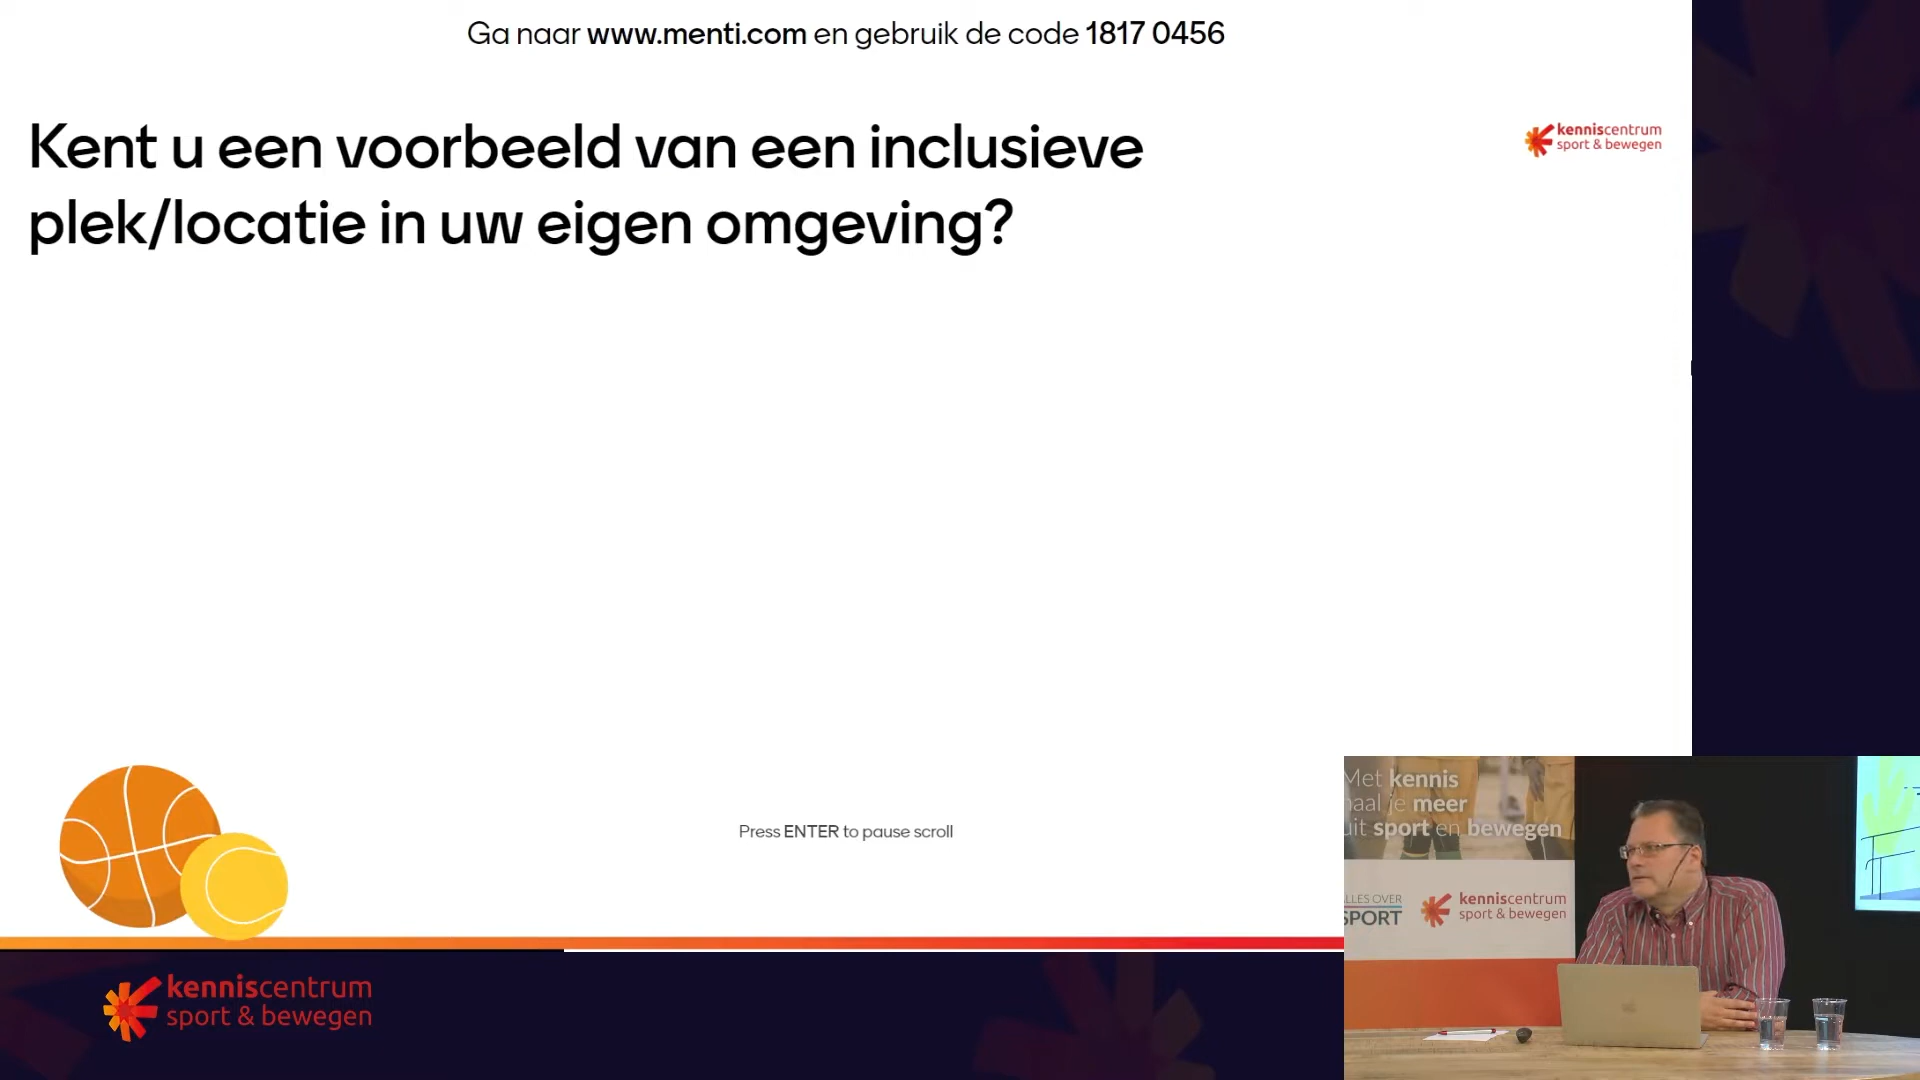 Ga naar www.menti.com en gebruik de code 1817 0456
Kent u een voorbeeld van een inclusieve
plek/locatie in uw eigen omgeving?
kenniscentrum
sport & bewegen
Press ENTER to pause scroll
Met kennis
haal je meer
uit sport en bewegen
ALLES OVER
SPORT
kenniscentrum
sport & bewegen
kenniscentrum
sport & bewegen